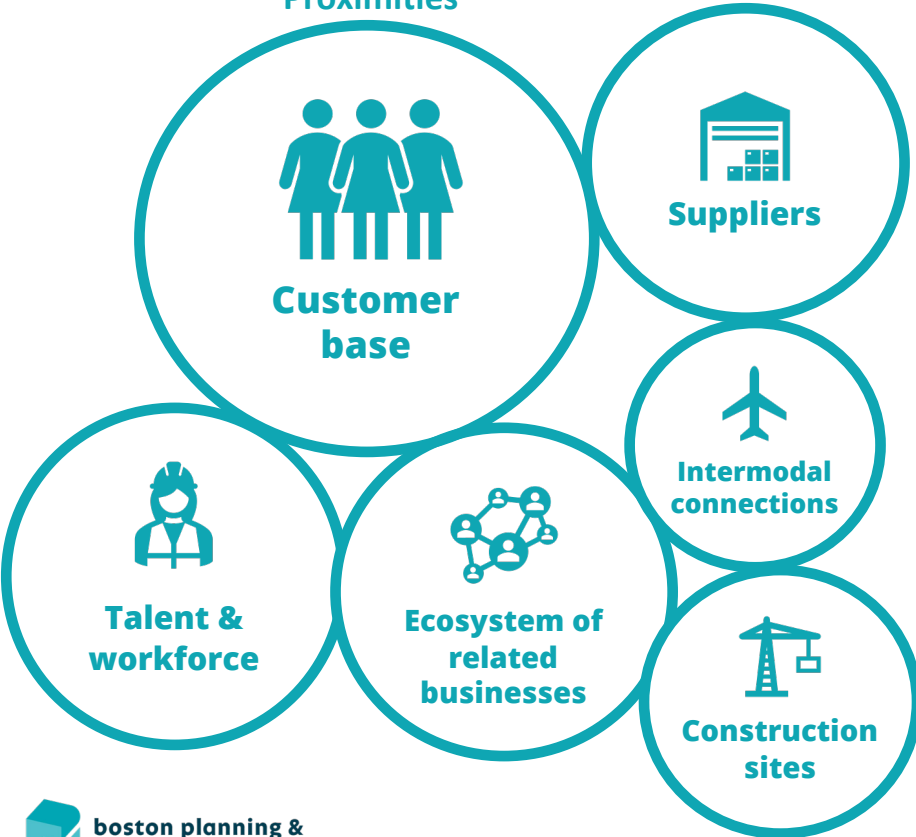 Proximities
Customer
base
Suppliers
Intermodal
connections
Talent &
workforce
Ecosystem of
related
businesses
Construction
sites
boston planning &